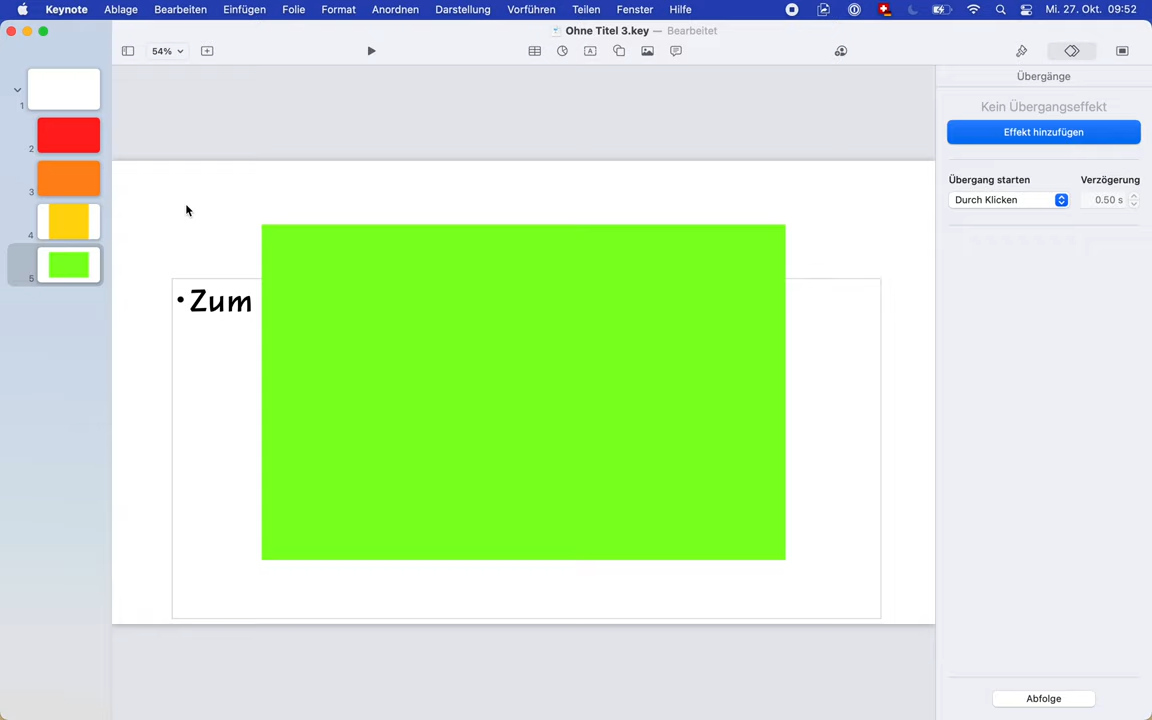 Keynote Ablage Bearbeiten Einfügen Folie Format Anordnen Darstellung Vorführen Teilen Fenster Hilfe Mi. 27. Okt. 09:52
Ohne Titel 3.key — Bearbeitet
54%
Übergänge
Kein Übergangseffekt
Effekt hinzufügen
Übergang starten Verzögerung
Durch Klicken 0.50 s
1
2
3
4
5
• Zum
Abfolge